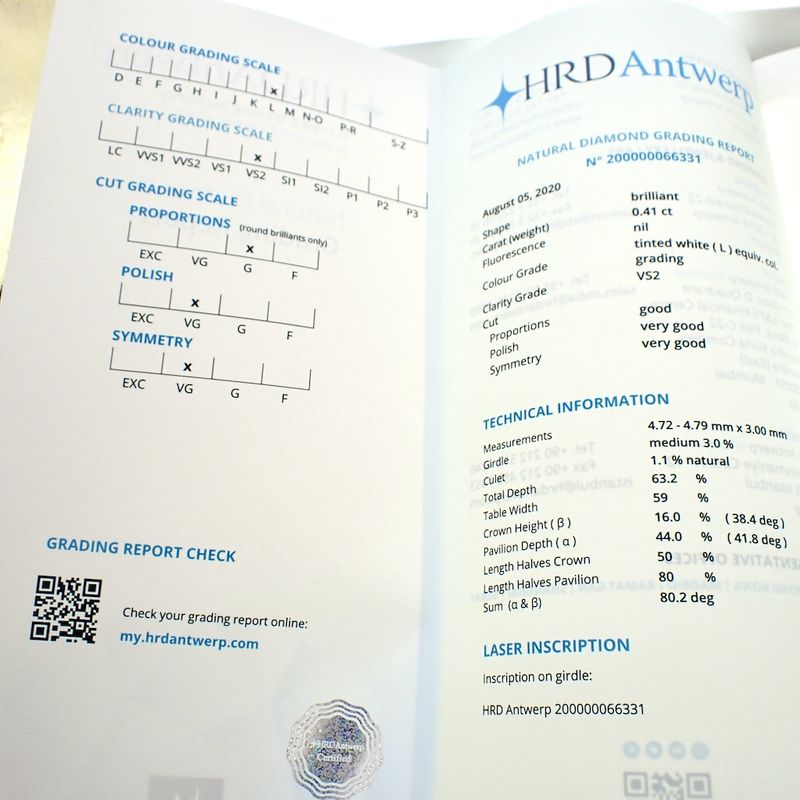 COLOUR GRADING SCALE
x
D E F G H I J K L M N-O P-R S-Z
CLARITY GRADING SCALE
x
LC VVS1 VVS2 VS1 VS2 SI1 SI2 P1 P2 P3
CUT GRADING SCALE
PROPORTIONS (round brilliants only)
x
EXC VG G F
POLISH
x
EXC VG G F
SYMMETRY
x
EXC VG G F
GRADING REPORT CHECK
Check your grading report online:
my.hrdantwerp.com
HRDAntwerp
Certified
HRD Antwerp
NATURAL DIAMOND GRADING REPORT
N° 200000066331
August 05, 2020
Shape brilliant
Carat (weight) 0.41 ct
Fluorescence nil
Colour Grade tinted white ( L ) equiv. col.
grading
Clarity Grade VS2
Cut
Proportions good
Polish very good
Symmetry very good
TECHNICAL INFORMATION
Measurements 4.72 - 4.79 mm x 3.00 mm
Girdle medium 3.0 %
Culet 1.1 % natural
Total Depth 63.2 %
Table Width 59 %
Crown Height ( β ) 16.0 % ( 38.4 deg )
Pavilion Depth ( α ) 44.0 % ( 41.8 deg )
Length Halves Crown 50 %
Length Halves Pavilion 80 %
Sum (α & β) 80.2 deg
LASER INSCRIPTION
Inscription on girdle:
HRD Antwerp 200000066331